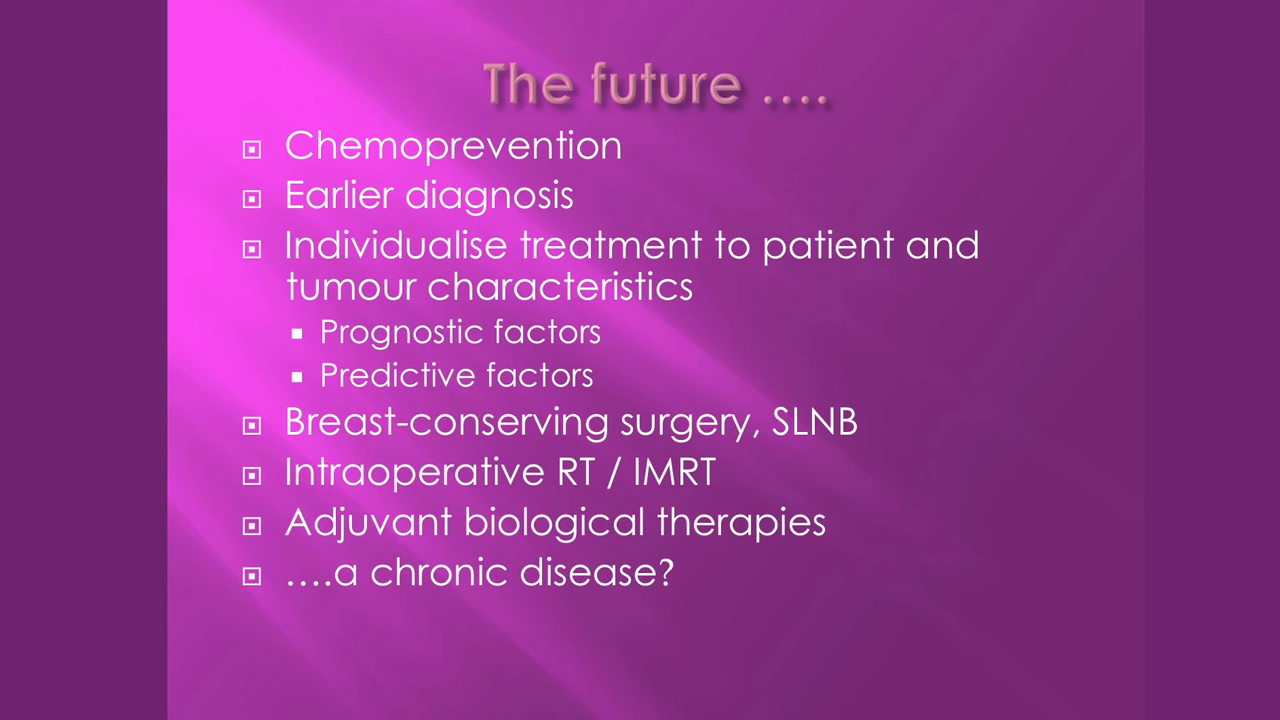 The future ….
Chemoprevention
Earlier diagnosis
Individualise treatment to patient and
tumour characteristics
Prognostic factors
Predictive factors
Breast-conserving surgery, SLNB
Intraoperative RT / IMRT
Adjuvant biological therapies
….a chronic disease?